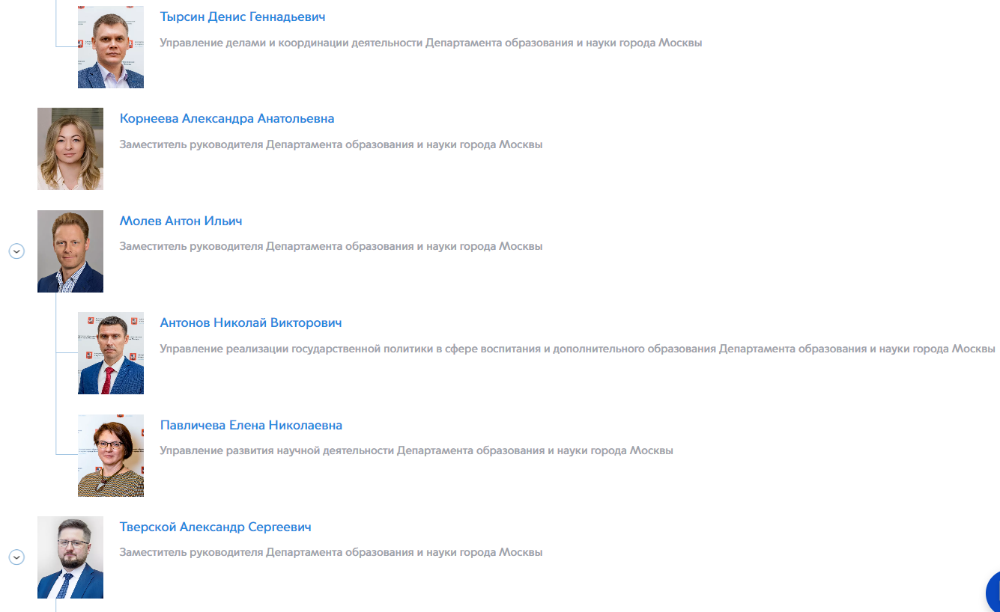 Тырсин Денис Геннадьевич
Управление делами и координации деятельности Департамента образования и науки города Москвы
Корнеева Александра Анатольевна
Заместитель руководителя Департамента образования и науки города Москвы
Молев Антон Ильич
Заместитель руководителя Департамента образования и науки города Москвы
Антонов Николай Викторович
Управление реализации государственной политики в сфере воспитания и дополнительного образования Департамента образования и науки города Москвы
Павличева Елена Николаевна
Управление развития научной деятельности Департамента образования и науки города Москвы
Тверской Александр Сергеевич
Заместитель руководителя Департамента образования и науки города Москвы